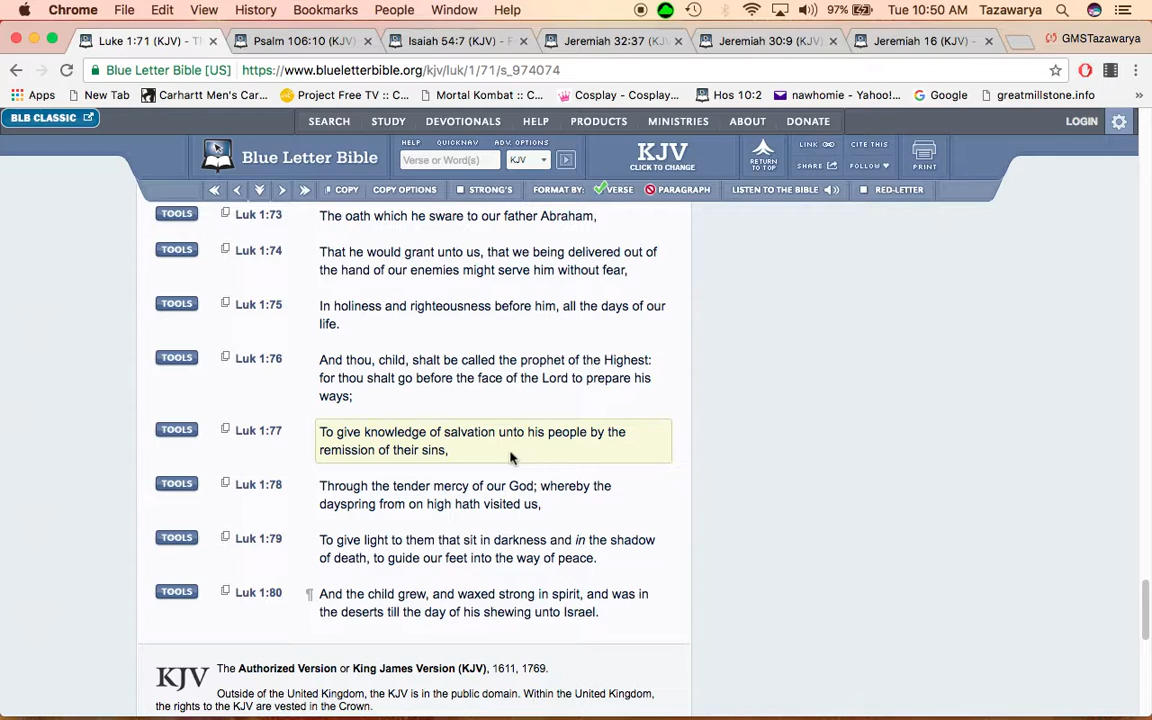 Chrome File Edit View History Bookmarks People Window Help 97% Tue 10:50 AM Tazawarya
Luke 1:71 (KJV) - Th Psalm 106:10 (KJV) Isaiah 54:7 (KJV) - F Jeremiah 32:37 (KJV Jeremiah 30:9 (KJV) Jeremiah 16 (KJV) - GMSTazawarya
Blue Letter Bible [US] https://www.blueletterbible.org/kjv/luk/1/71/s_974074
Apps New Tab Carhartt Men's Car... Project Free TV :: C... Mortal Kombat :: C... Cosplay - Cosplay... Hos 10:2 nawhomie - Yahoo!... Google greatmillstone.info »
BLB CLASSIC SEARCH STUDY DEVOTIONALS HELP PRODUCTS MINISTRIES ABOUT DONATE LOGIN
HELP QUICKNAV ADV. OPTIONS
Blue Letter Bible Verse or Word(s) KJV KJV CLICK TO CHANGE RETURN TO TOP LINK CITE THIS SHARE FOLLOW PRINT
COPY COPY OPTIONS STRONG'S FORMAT BY: VERSE PARAGRAPH LISTEN TO THE BIBLE RED-LETTER
TOOLS Luk 1:73 The oath which he sware to our father Abraham,
TOOLS Luk 1:74 That he would grant unto us, that we being delivered out of
the hand of our enemies might serve him without fear,
TOOLS Luk 1:75 In holiness and righteousness before him, all the days of our
life.
TOOLS Luk 1:76 And thou, child, shalt be called the prophet of the Highest:
for thou shalt go before the face of the Lord to prepare his
ways;
TOOLS Luk 1:77 To give knowledge of salvation unto his people by the
remission of their sins,
TOOLS Luk 1:78 Through the tender mercy of our God; whereby the
dayspring from on high hath visited us,
TOOLS Luk 1:79 To give light to them that sit in darkness and in the shadow
of death, to guide our feet into the way of peace.
TOOLS Luk 1:80 ¶ And the child grew, and waxed strong in spirit, and was in
the deserts till the day of his shewing unto Israel.
KJV The Authorized Version or King James Version (KJV), 1611, 1769.
Outside of the United Kingdom, the KJV is in the public domain. Within the United Kingdom,
the rights to the KJV are vested in the Crown.